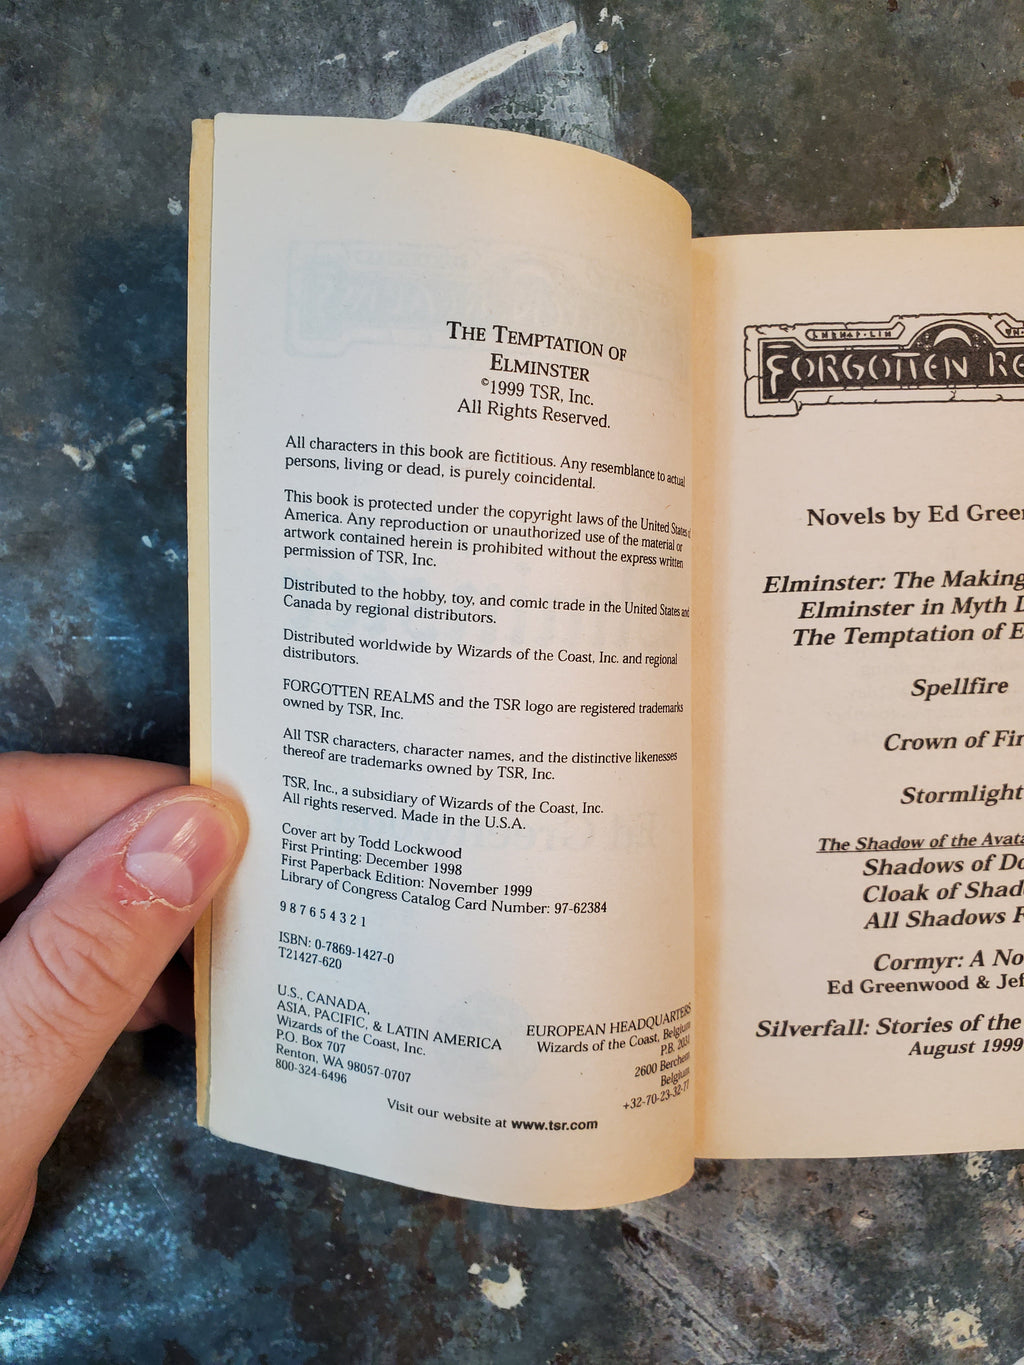 THE TEMPTATION OF
ELMINSTER
©1999 TSR, Inc.
All Rights Reserved.
All characters in this book are fictitious. Any resemblance to actual
persons, living or dead, is purely coincidental.
This book is protected under the copyright laws of the United States of
America. Any reproduction or unauthorized use of the material or
artwork contained herein is prohibited without the express written
permission of TSR, Inc.
Distributed to the hobby, toy, and comic trade in the United States and
Canada by regional distributors.
Distributed worldwide by Wizards of the Coast, Inc. and regional
distributors.
FORGOTTEN REALMS and the TSR logo are registered trademarks
owned by TSR, Inc.
All TSR characters, character names, and the distinctive likenesses
thereof are trademarks owned by TSR, Inc.
TSR, Inc., a subsidiary of Wizards of the Coast, Inc.
All rights reserved. Made in the U.S.A.
Cover art by Todd Lockwood
First Printing: December 1998
First Paperback Edition: November 1999
Library of Congress Catalog Card Number: 97-62384
9 8 7 6 5 4 3 2 1
ISBN: 0-7869-1427-0
T21427-620
U.S., CANADA,
ASIA, PACIFIC, & LATIN AMERICA
Wizards of the Coast, Inc.
P.O. Box 707
Renton, WA 98057-0707
800-324-6496
EUROPEAN HEADQUARTERS
Wizards of the Coast, Belgium
P.B. 2031
2600 Berchem
Belgium
+32-70-23-32-77
Visit our website at www.tsr.com
FORGOTTEN RE
Novels by Ed Green
Elminster: The Making
Elminster in Myth
The Temptation of E
Spellfire
Crown of Fir
Stormlight
The Shadow of the Avata
Shadows of Do
Cloak of Shad
All Shadows F
Cormyr: A No
Ed Greenwood & Jef
Silverfall: Stories of the
August 1999